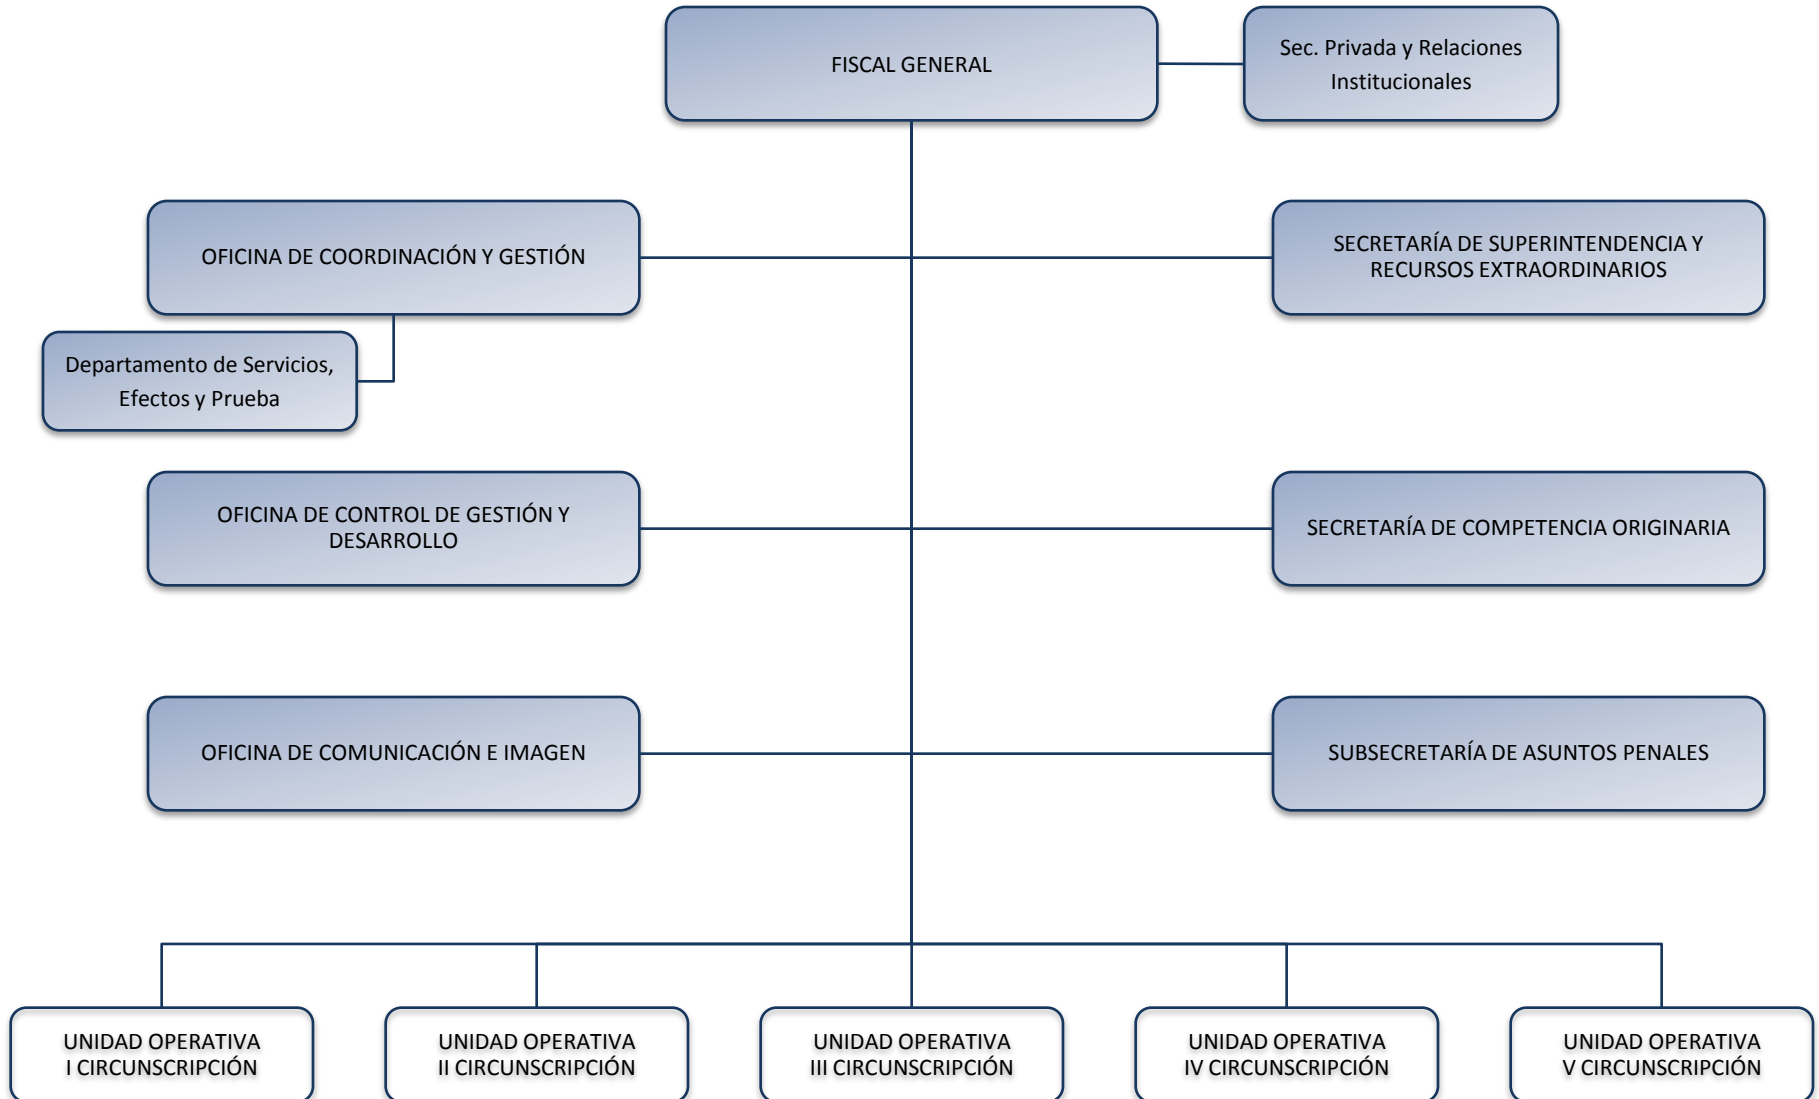 FISCAL GENERAL
Sec. Privada y Relaciones
Institucionales
OFICINA DE COORDINACIÓN Y GESTIÓN
SECRETARÍA DE SUPERINTENDENCIA Y
RECURSOS EXTRAORDINARIOS
Departamento de Servicios,
Efectos y Prueba
OFICINA DE CONTROL DE GESTIÓN Y
DESARROLLO
SECRETARÍA DE COMPETENCIA ORIGINARIA
OFICINA DE COMUNICACIÓN E IMAGEN
SUBSECRETARÍA DE ASUNTOS PENALES
UNIDAD OPERATIVA
I CIRCUNSCRIPCIÓN
UNIDAD OPERATIVA
II CIRCUNSCRIPCIÓN
UNIDAD OPERATIVA
III CIRCUNSCRIPCIÓN
UNIDAD OPERATIVA
IV CIRCUNSCRIPCIÓN
UNIDAD OPERATIVA
V CIRCUNSCRIPCIÓN